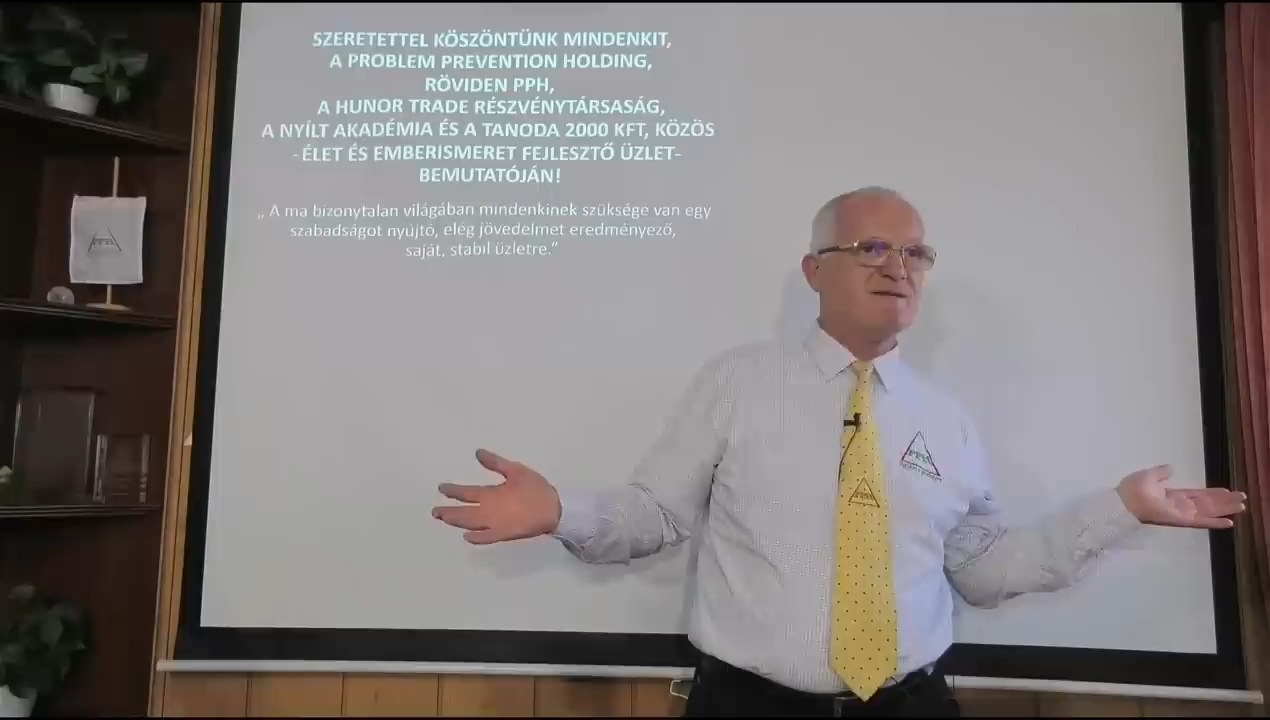 SZERETETTEL KÖSZÖNTÜNK MINDENKIT,
A PROBLEM PREVENTION HOLDING,
RÖVIDEN PPH,
A HUNOR TRADE RÉSZVÉNYTÁRSASÁG,
A NYÍLT AKADÉMIA ÉS A TANODA 2000 KFT, KÖZÖS
- ÉLET ÉS EMBERISMERET FEJLESZTŐ ÜZLET-
BEMUTATÓJÁN!
„ A ma bizonytalan világában mindenkinek szüksége van egy
szabadságot nyújtó, elég jövedelmet eredményező,
saját, stabil üzletre.”